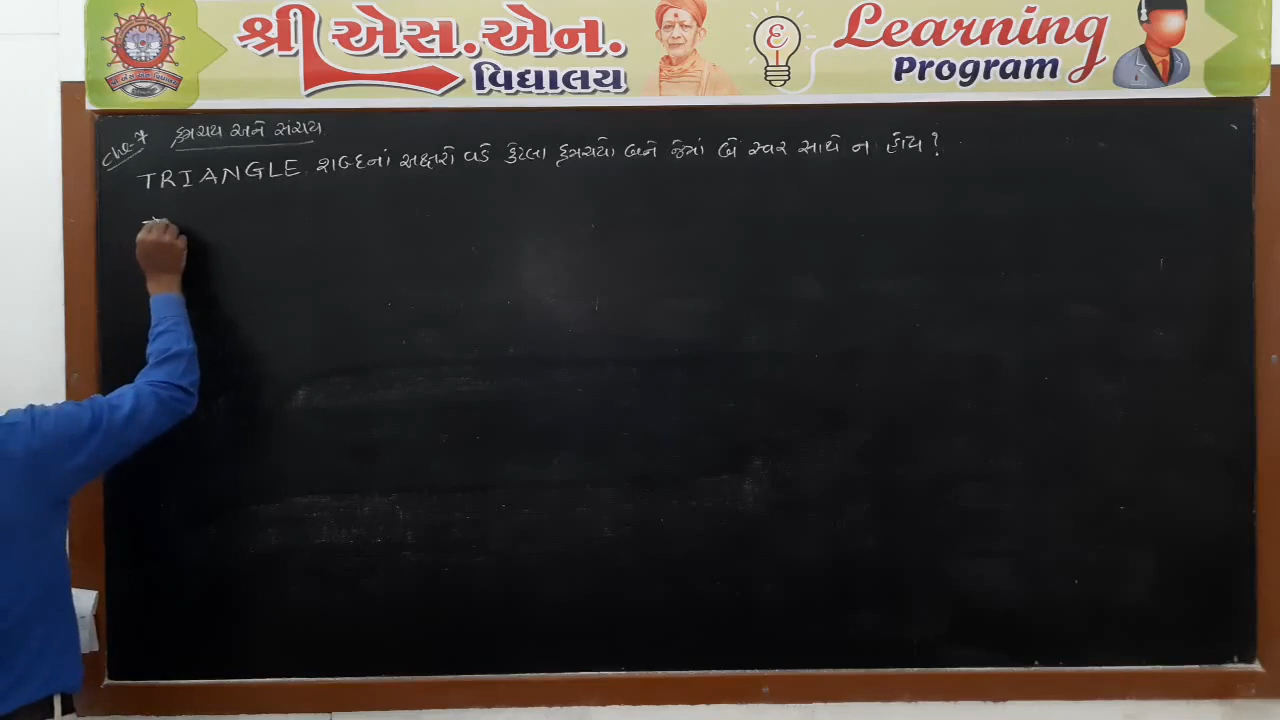 શ્રી એસ.એન.
વિદ્યાલય
Learning
Program
Ch-7 ક્રમચય અને સંચય
TRIANGLE શબ્દનાં અક્ષરો વડે કેટલા ક્રમચયો બને જેમાં બે સ્વર સાથે ન હોય?